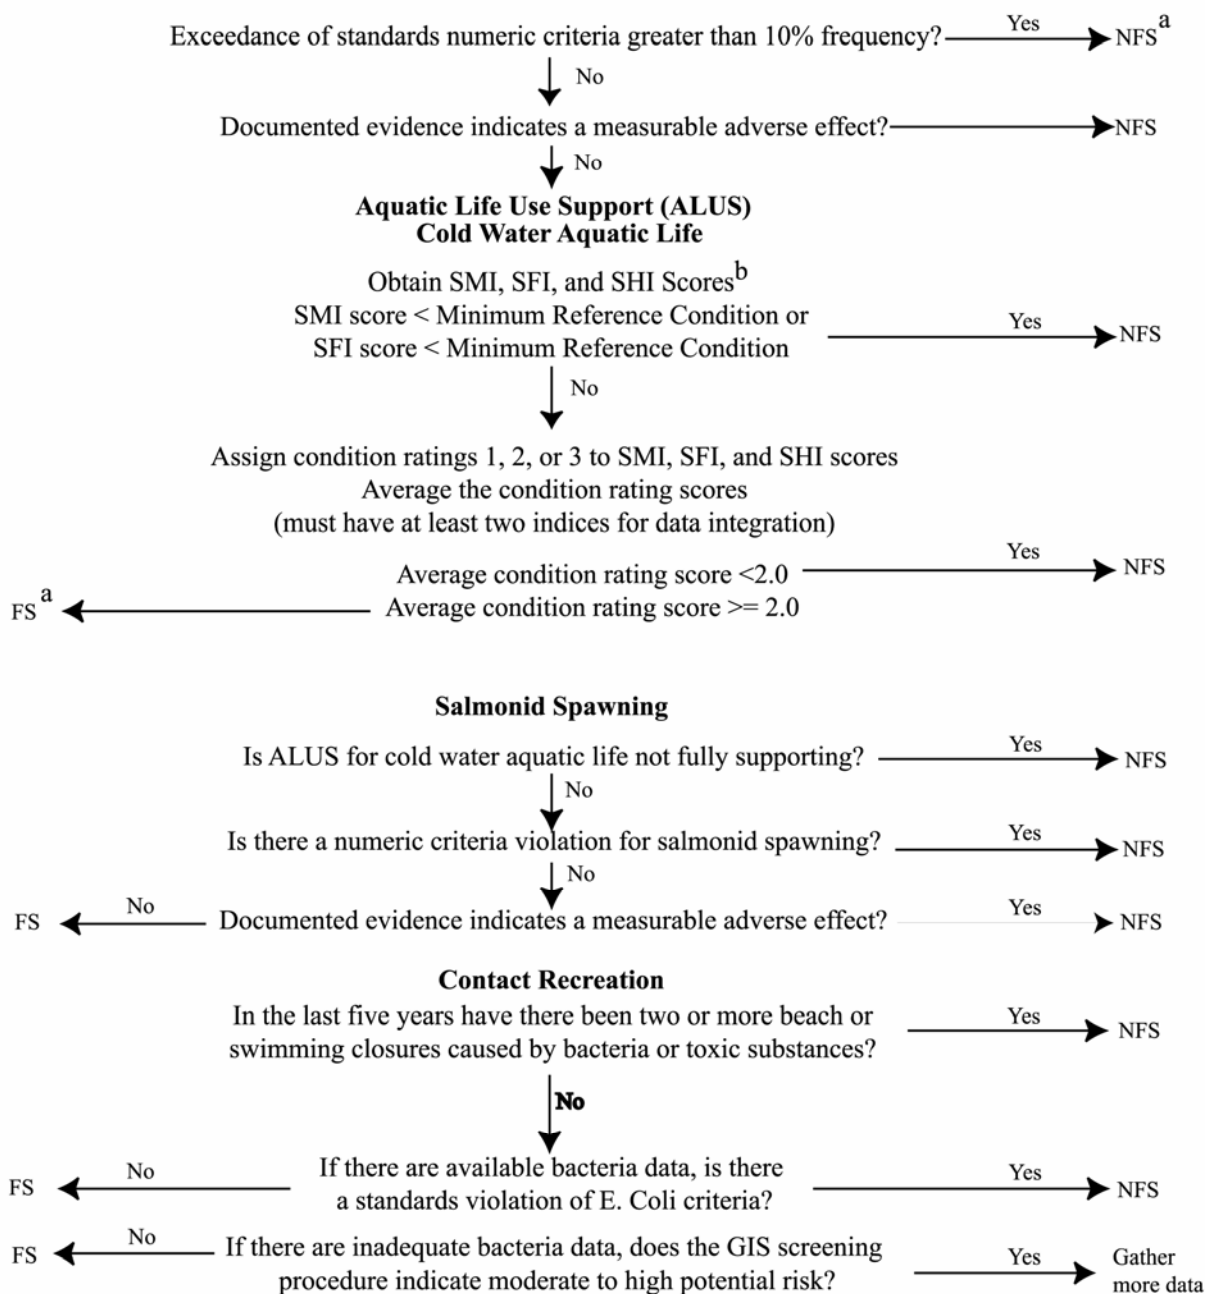 Exceedance of standards numeric criteria greater than 10% frequency? Yes NFS a
No
Documented evidence indicates a measurable adverse effect? NFS
No
Aquatic Life Use Support (ALUS)
Cold Water Aquatic Life
Obtain SMI, SFI, and SHI Scores b
SMI score < Minimum Reference Condition or
SFI score < Minimum Reference Condition
Yes NFS
No
Assign condition ratings 1, 2, or 3 to SMI, SFI, and SHI scores
Average the condition rating scores
(must have at least two indices for data integration)
Average condition rating score <2.0 Yes NFS
FS a Average condition rating score >= 2.0
Salmonid Spawning
Is ALUS for cold water aquatic life not fully supporting? Yes NFS
No
Is there a numeric criteria violation for salmonid spawning? Yes NFS
No
FS No Documented evidence indicates a measurable adverse effect? Yes NFS
Contact Recreation
In the last five years have there been two or more beach or
swimming closures caused by bacteria or toxic substances?
Yes NFS
No
FS No
If there are available bacteria data, is there
a standards violation of E. Coli criteria?
Yes NFS
FS No
If there are inadequate bacteria data, does the GIS screening
procedure indicate moderate to high potential risk?
Yes
Gather
more data